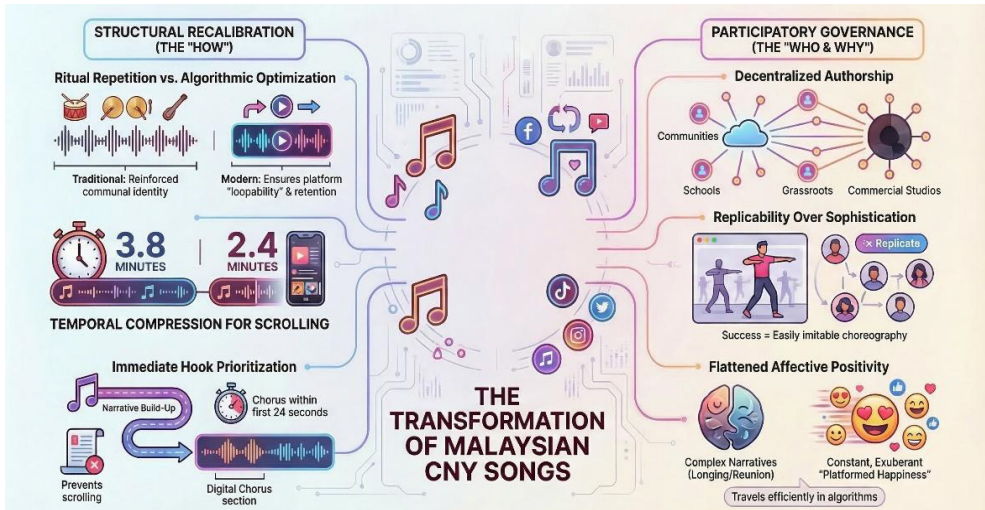 STRUCTURAL RECALIBRATION
(THE "HOW")
Ritual Repetition vs. Algorithmic Optimization
Traditional: Reinforced
communal identity
Modern: Ensures platform
"loopability" & retention
3.8
MINUTES
2.4
MINUTES
TEMPORAL COMPRESSION FOR SCROLLING
Immediate Hook Prioritization
Narrative Build-Up
Chorus within
first 24 seconds
Prevents
scrolling
Digital Chorus
section
THE
TRANSFORMATION
OF MALAYSIAN
CNY SONGS
PARTICIPATORY GOVERNANCE
(THE "WHO & WHY")
Decentralized Authorship
Communities
Schools
Grassroots
Commercial Studios
Replicability Over Sophistication
Replicate
Success = Easily imitable choreography
Flattened Affective Positivity
Complex Narratives
(Longing/Reunion)
Constant, Exuberant
"Platformed Happiness"
Travels efficiently in algorithms